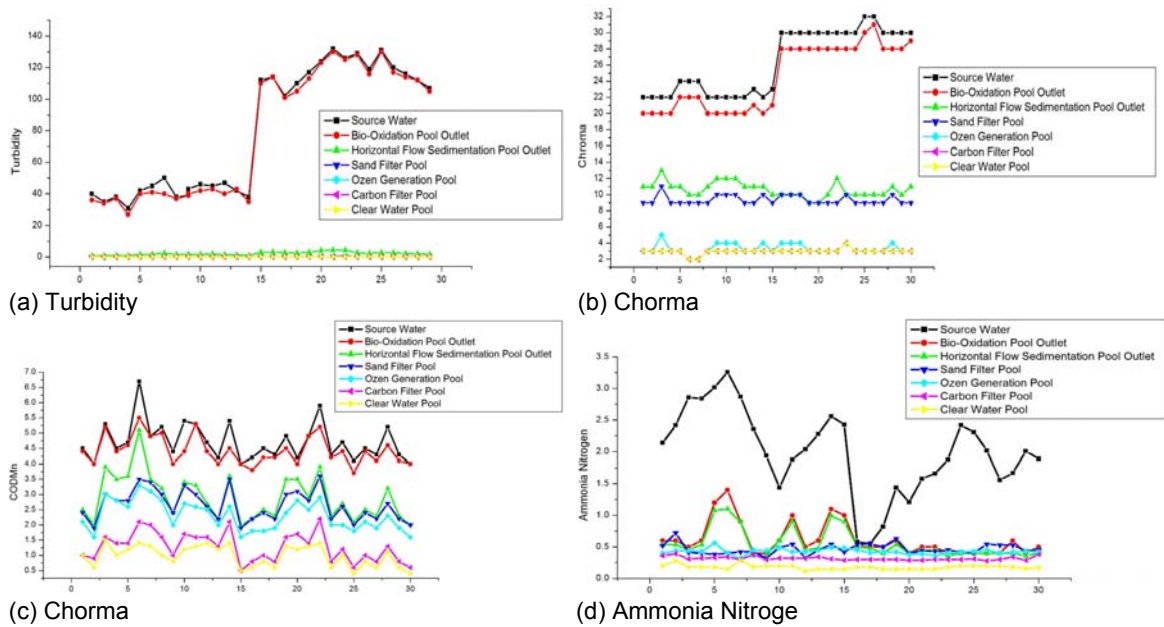 140
120
100
80
60
40
20
0
Turbidity
Source Water
Bio-Oxidation Pool Outlet
Horizontal Flow Sedimentation Pool Outlet
Sand Filter Pool
Ozen Generation Pool
Carbon Filter Pool
Clear Water Pool
0 5 10 15 20 25 30
(a) Turbidity
32
30
28
26
24
22
20
18
16
14
12
10
8
6
4
2
Chroma
Source Water
Bio-Oxidation Pool Outlet
Horizontal Flow Sedimentation Pool Outlet
Sand Filter Pool
Ozen Generation Pool
Carbon Filter Pool
Clear Water Pool
0 5 10 15 20 25 30
(b) Chorma
Source Water
Bio-Oxidation Pool Outlet
Horizontal Flow Sedimentation Pool Outlet
Sand Filter Pool
Ozen Generation Pool
Carbon Filter Pool
Clear Water Pool
7.0
6.5
6.0
5.5
5.0
4.5
4.0
3.5
3.0
2.5
2.0
1.5
1.0
0.5
CODMn
0 5 10 15 20 25 30
(c) Chorma
Source Water
Bio-Oxidation Pool Outlet
Horizontal Flow Sedimentation Pool Outlet
Sand Filter Pool
Ozen Generation Pool
Carbon Filter Pool
Clear Water Pool
3.5
3.0
2.5
2.0
1.5
1.0
0.5
0.0
Ammonia Nitrogen
0 5 10 15 20 25 30
(d) Ammonia Nitroge